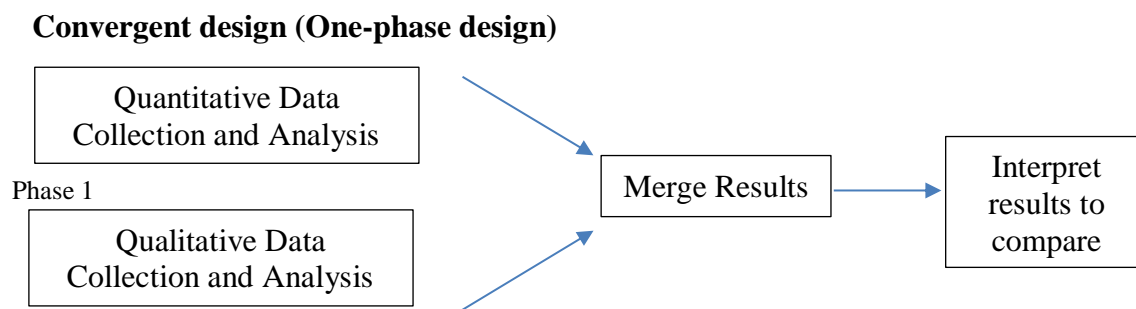 Convergent design (One-phase design)
Quantitative Data
Collection and Analysis
Phase 1
Qualitative Data
Collection and Analysis
Merge Results
Interpret
results to
compare